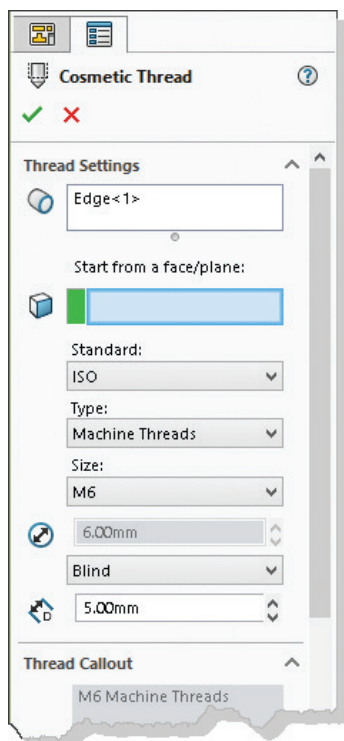 Cosmetic Thread
?
Thread Settings
Edge<1>
Start from a face/plane:
Standard:
ISO
Type:
Machine Threads
Size:
M6
6.00mm
Blind
D
5.00mm
Thread Callout
M6 Machine Threads